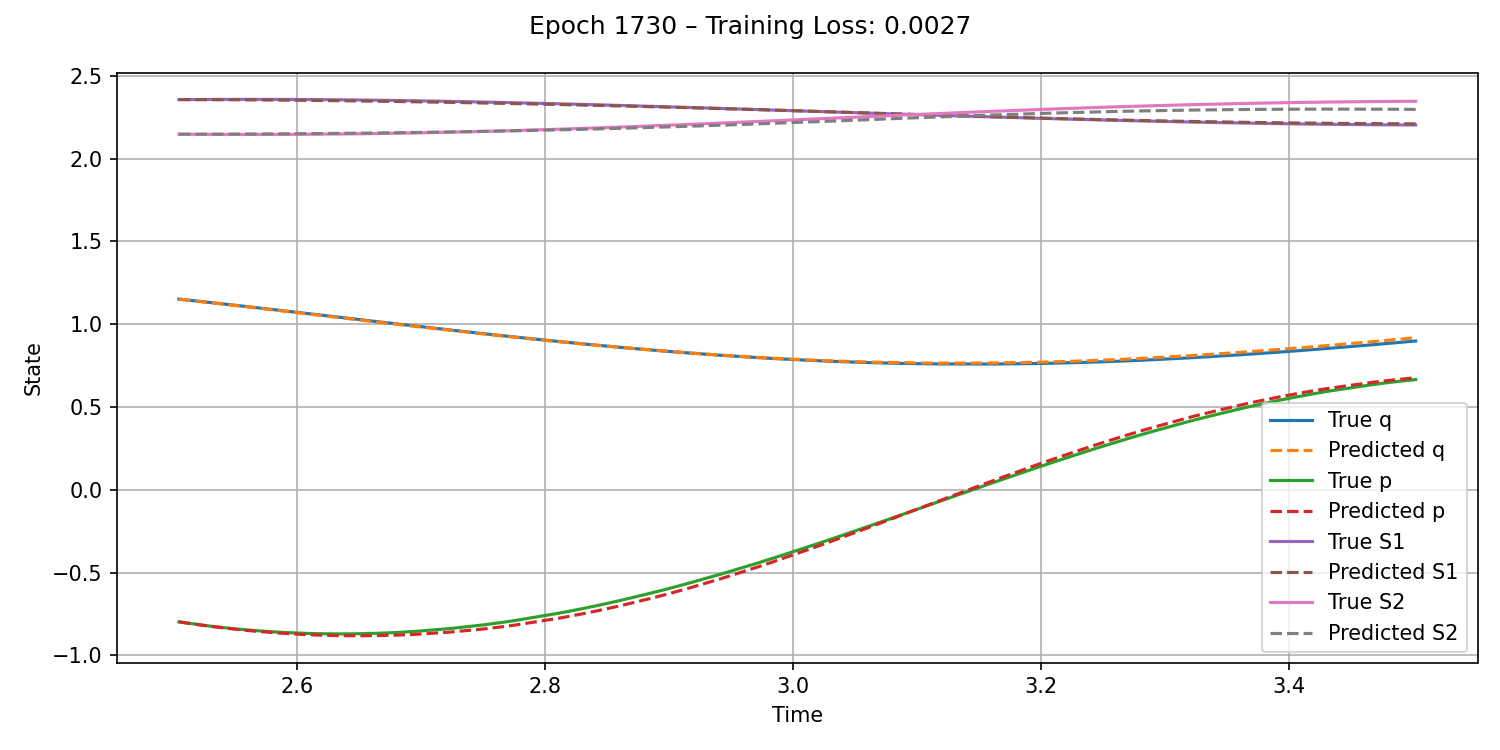 Epoch 1730 – Training Loss: 0.0027
2.5
2.0
1.5
1.0
0.5
0.0
−0.5
−1.0
State
2.6
2.8
3.0
3.2
3.4
Time
True q
Predicted q
True p
Predicted p
True S1
Predicted S1
True S2
Predicted S2